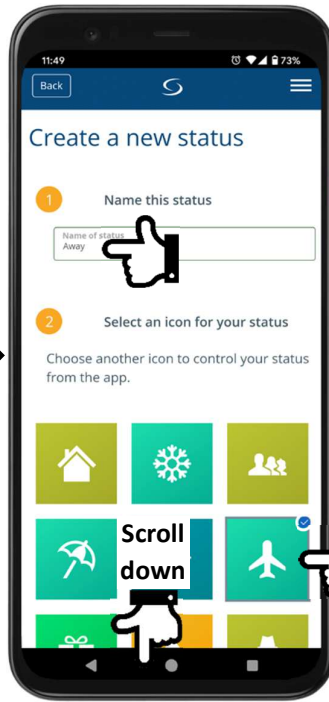 11:49
73%
Back
Create a new status
1
Name this status
Name of status
Away
2
Select an icon for your status
Choose another icon to control your status
from the app.
Scroll
down